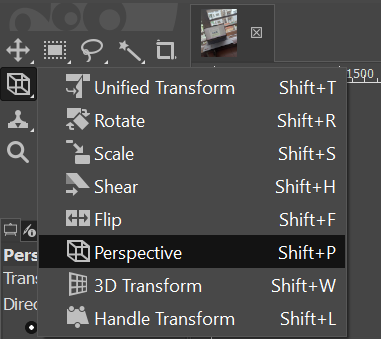 1500
Unified Transform Shift+T
Rotate Shift+R
Scale Shift+S
Shear Shift+H
Flip Shift+F
Perspective Shift+P
3D Transform Shift+W
Handle Transform Shift+L
Pers
Trans
Direc